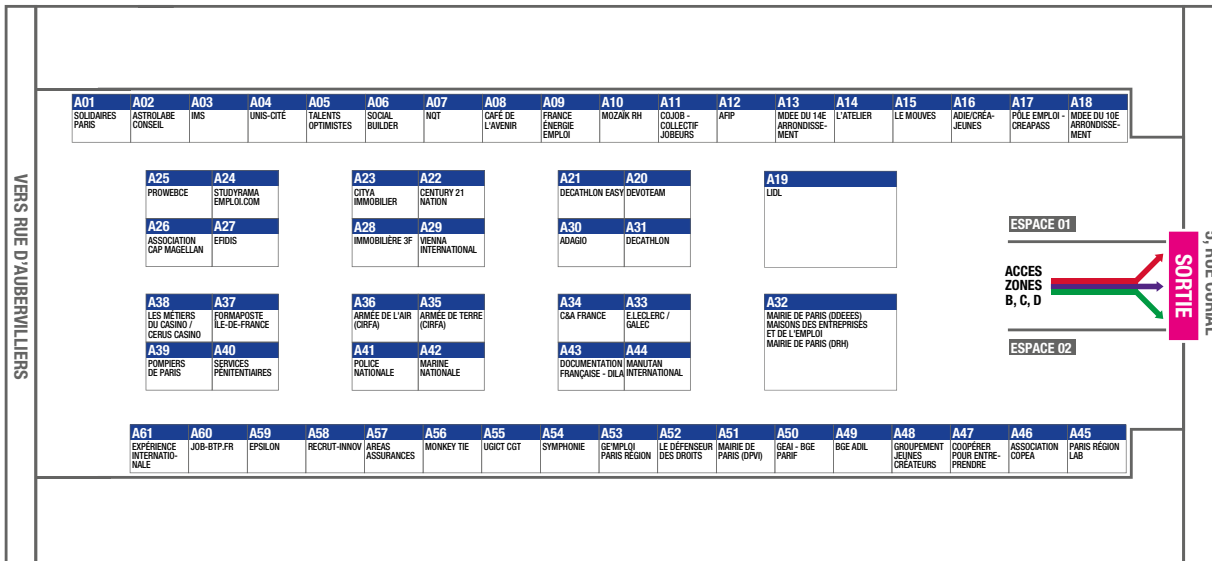 A01 A02 A03 A04 A05 A06 A07 A08 A09 A10 A11 A12 A13 A14 A15 A16 A17 A18
SOLIDAIRES
PARIS
ASTROLABE
CONSEIL
IMS
UNIS-CITÉ
TALENTS
OPTIMISTES
SOCIAL
BUILDER
NQT
CAFÉ DE
L'AVENIR
FRANCE
ÉNERGIE
EMPLOI
MOZAÏK RH
COJOB -
COLLECTIF
JOBEURS
AFIP
MDEE DU 14E
ARRONDISSE-
MENT
L'ATELIER
LE MOUVES
ADIE/CRÉA-
JEUNES
PÔLE EMPLOI -
CREAPASS
MDEE DU 10E
ARRONDISSE-
MENT
VERS RUE D'AUBERVILLIERS
A25 A24
PROWEBCE
STUDYRAMA
EMPLOI.COM
A26 A27
ASSOCIATION
CAP MAGELLAN
EFIDIS
A23 A22
CITYA
IMMOBILIER
CENTURY 21
NATION
A28 A29
IMMOBILIÈRE 3F
VIENNA
INTERNATIONAL
A21 A20
DECATHLON EASY
DEVOTEAM
A30 A31
ADAGIO
DECATHLON
A19
LIDL
ESPACE 01
ACCES
ZONES
B, C, D
ESPACE 02
SORTIE
5, RUE CURIAL
A38 A37
LES MÉTIERS
DU CASINO /
CERUS CASINO
FORMAPOSTE
ÎLE-DE-FRANCE
A39 A40
POMPIERS
DE PARIS
SERVICES
PÉNITENTIAIRES
A36 A35
ARMÉE DE L'AIR
(CIRFA)
ARMÉE DE TERRE
(CIRFA)
A41 A42
POLICE
NATIONALE
MARINE
NATIONALE
A34 A33
C&A FRANCE
E.LECLERC /
GALEC
A43 A44
DOCUMENTATION
FRANÇAISE - DILA
MANUTAN
INTERNATIONAL
A32
MAIRIE DE PARIS (DDEEES)
MAISONS DES ENTREPRISES
ET DE L'EMPLOI
MAIRIE DE PARIS (DRH)
A61 A60 A59 A58 A57 A56 A55 A54 A53 A52 A51 A50 A49 A48 A47 A46 A45
EXPÉRIENCE
INTERNATIO-
NALE
JOB-BTP.FR
EPSILON
RECRUT-INNOV
AREAS
ASSURANCES
MONKEY TIE
UGICT CGT
SYMPHONIE
GE'MPLOI
PARIS RÉGION
LE DÉFENSEUR
DES DROITS
MAIRIE DE
PARIS (DPVI)
GEAI - BGE
PARIF
BGE ADIL
GROUPEMENT
JEUNES
CRÉATEURS
COOPÉRER
POUR ENTRE-
PRENDRE
ASSOCIATION
COPEA
PARIS RÉGION
LAB